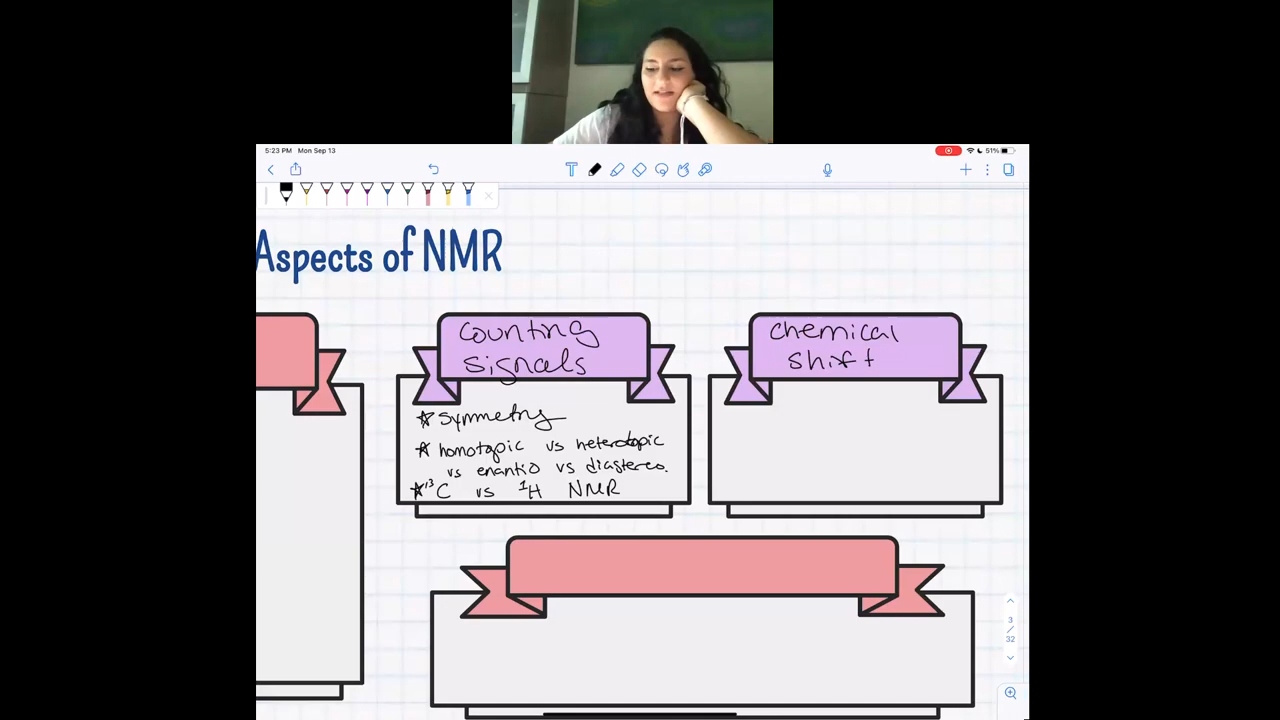 5:23 PM Mon Sep 13
51%
T
Aspects of NMR
counting
signals
chemical
shift
☆ symmetry
☆ homotopic vs heterotopic
vs enantio vs diastereo.
☆ ¹³C vs ¹H NMR
3
/
32